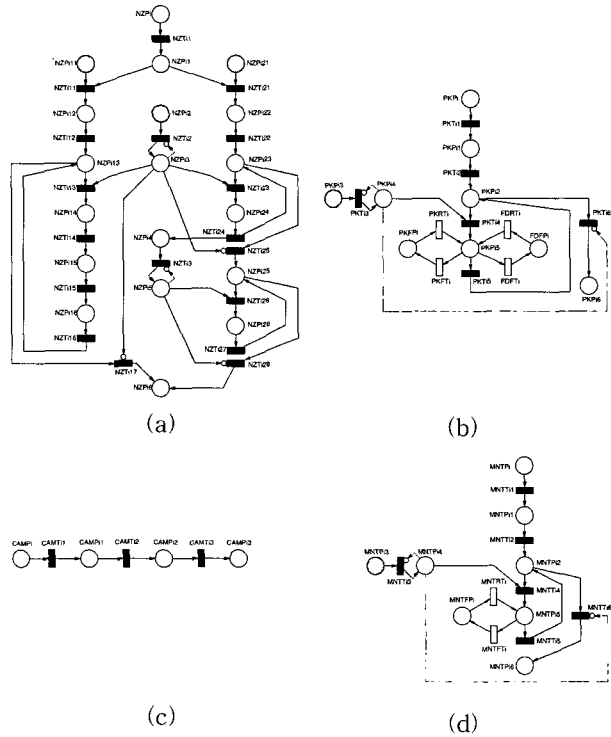 NZPi
NZTi1
NZPi11
NZPi1
NZPi21
NZTi11
NZTi21
NZPi12
NZPi2
NZPi22
NZTi12
NZTi2
NZTi22
NZPi13
NZPi3
NZPi23
NZTi13
NZTi23
NZPi14
NZPi24
NZTi24
NZTi14
NZPi4
NZTi25
NZPi15
NZTi3
NZPi25
NZTi15
NZPi5
NZTi26
NZPi16
NZPi26
NZTi16
NZTi27
NZTi17
NZTi28
NZPi6
(a)
PKPi
PKTi1
PKPi1
PKTi2
PKPi3
PKPi4
PKPi2
PKTi6
PKTi3
PKRTi
PKTi4
FDRTi
PKFPi
PKPi5
FDFPi
PKFTi
PKTi5
FDFTi
PKPi6
(b)
CAMPi
CAMTi1
CAMPi1
CAMTi2
CAMPi2
CAMTi3
CAMPi3
(c)
MNTPi
MNTTi1
MNTPi1
MNTTi2
MNTPi3
MNTPi4
MNTPi2
MNTTi3
MNTRTi
MNTTi4
MNTFPi
MNTPi5
MNTTi6
MNTFTi
MNTTi5
MNTPi6
(d)